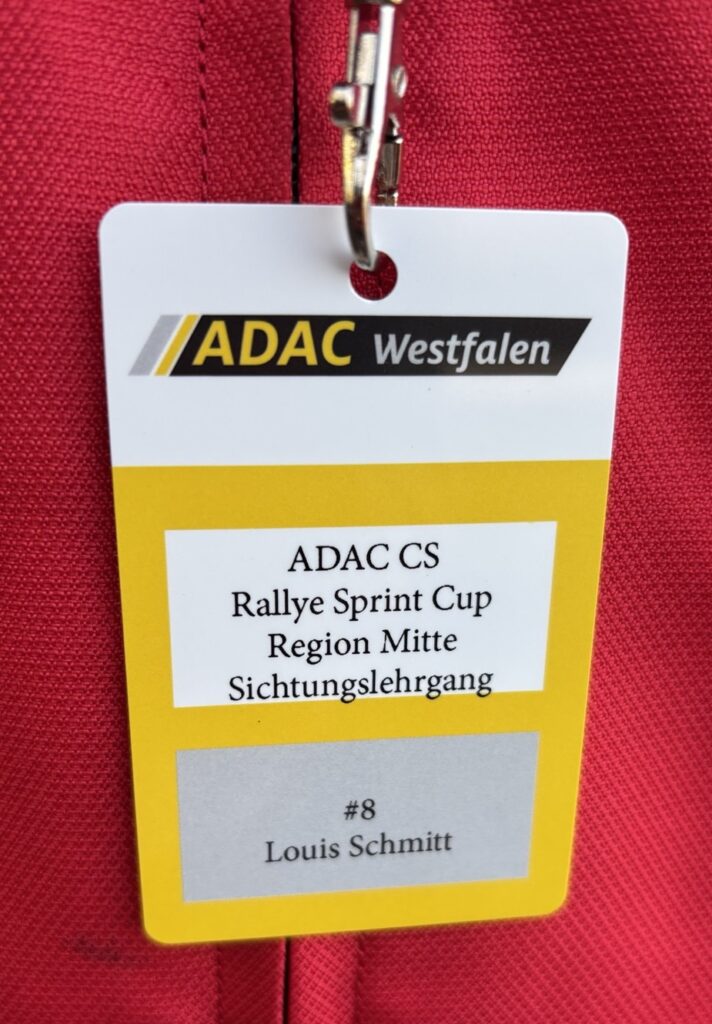 ADAC Westfalen
ADAC CS
Rallye Sprint Cup
Region Mitte
Sichtungslehrgang
#8
Louis Schmitt